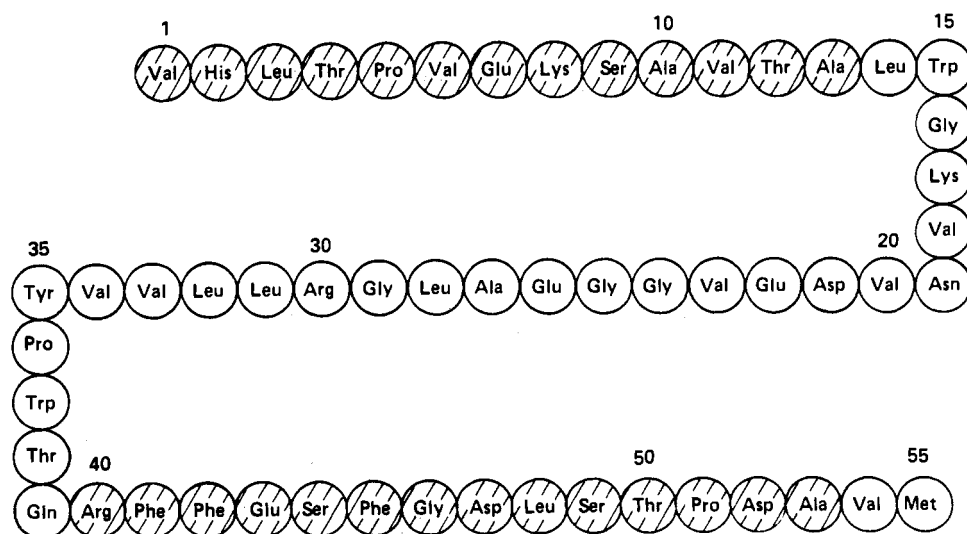 1 10 15
Val His Leu Thr Pro Val Glu Lys Ser Ala Val Thr Ala Leu Trp
Gly
Lys
Val
35 30 20
Tyr Val Val Leu Leu Arg Gly Leu Ala Glu Gly Gly Val Glu Asp Val Asn
Pro
Trp
Thr
40 50 55
Gln Arg Phe Phe Glu Ser Phe Gly Asp Leu Ser Thr Pro Asp Ala Val Met